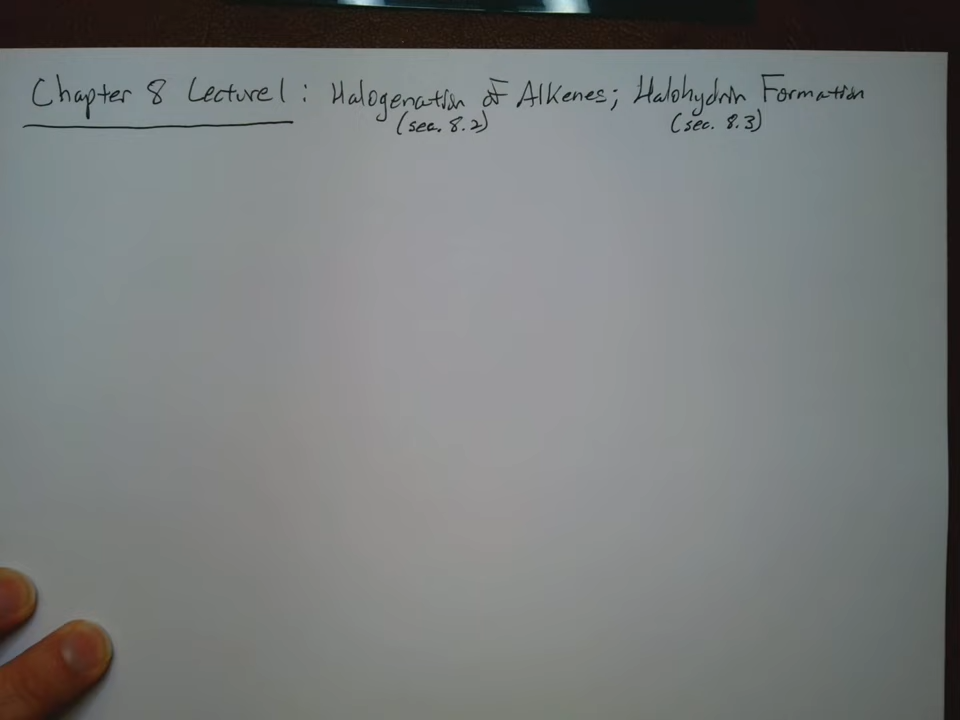 Chapter 8 Lecture 1 : Halogenation of Alkenes; Halohydrin Formation
(sec. 8.2) (sec. 8.3)